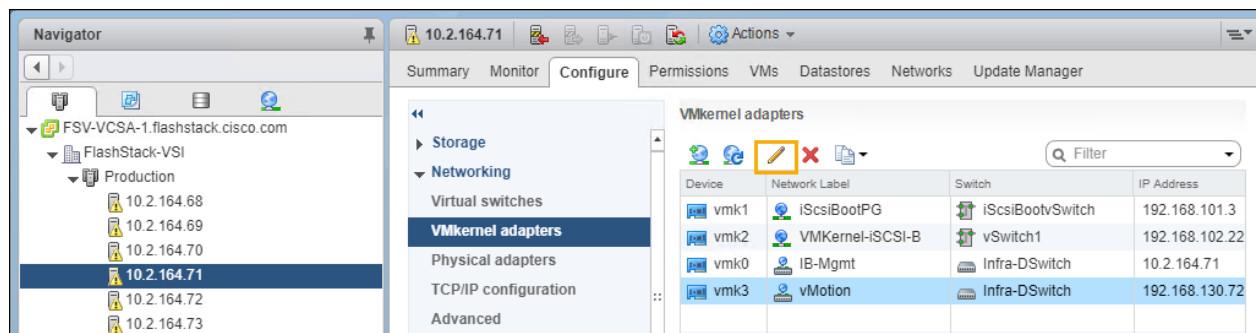 Navigator
FSV-VCSA-1.flashstack.cisco.com
FlashStack-VSI
Production
10.2.164.68
10.2.164.69
10.2.164.70
10.2.164.71
10.2.164.72
10.2.164.73
10.2.164.71 Actions
Summary Monitor Configure Permissions VMs Datastores Networks Update Manager
Storage
Networking
Virtual switches
VMkernel adapters
Physical adapters
TCP/IP configuration
Advanced
VMkernel adapters
Filter
Device Network Label Switch IP Address
vmk1 iScsiBootPG iScsiBootvSwitch 192.168.101.3
vmk2 VMKernel-iSCSI-B vSwitch1 192.168.102.22
vmk0 IB-Mgmt Infra-DSwitch 10.2.164.71
vmk3 vMotion Infra-DSwitch 192.168.130.72